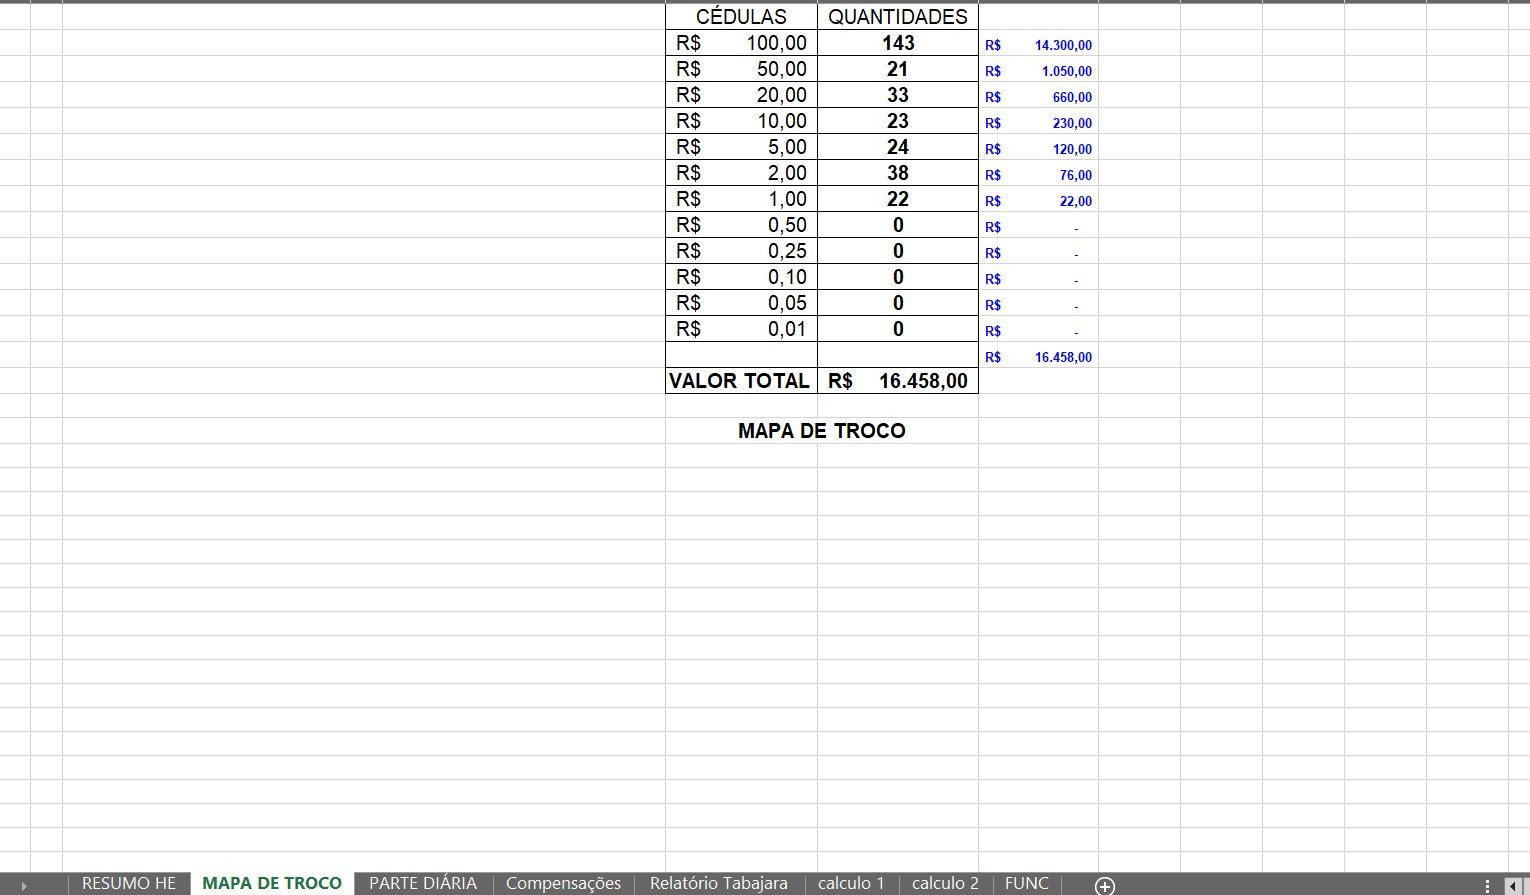 CÉDULAS QUANTIDADES
R$ 100,00 143 R$ 14.300,00
R$ 50,00 21 R$ 1.050,00
R$ 20,00 33 R$ 660,00
R$ 10,00 23 R$ 230,00
R$ 5,00 24 R$ 120,00
R$ 2,00 38 R$ 76,00
R$ 1,00 22 R$ 22,00
R$ 0,50 0 R$ -
R$ 0,25 0 R$ -
R$ 0,10 0 R$ -
R$ 0,05 0 R$ -
R$ 0,01 0 R$ -
R$ 16.458,00
VALOR TOTAL R$ 16.458,00
MAPA DE TROCO
RESUMO HE MAPA DE TROCO PARTE DIÁRIA Compensações Relatório Tabajara calculo 1 calculo 2 FUNC